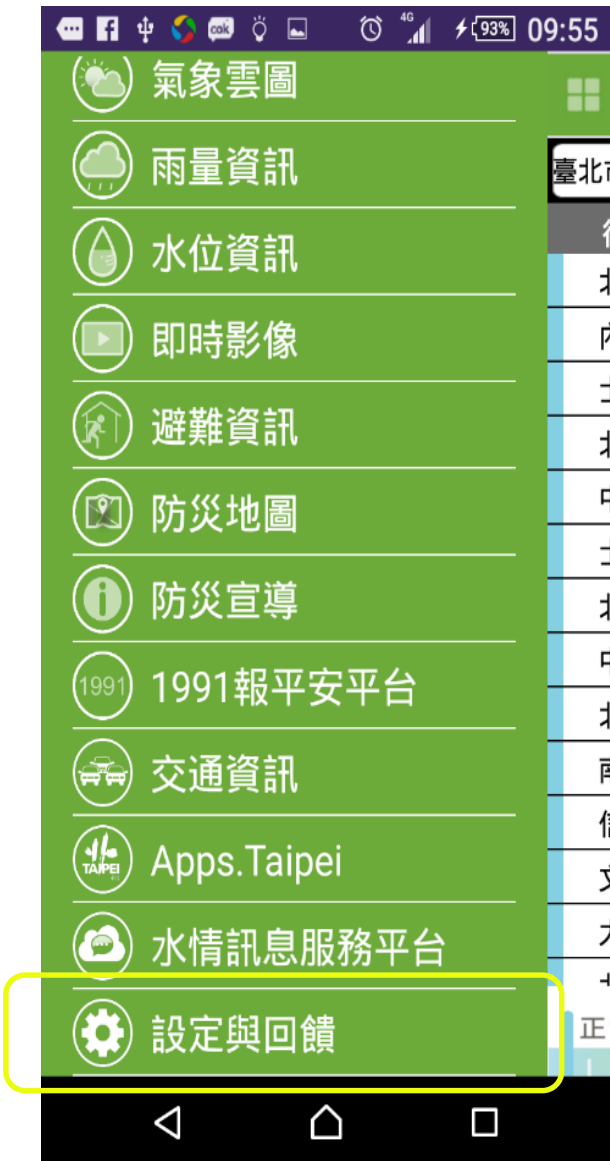 cok 4G 93% 09:55
氣象雲圖
雨量資訊
臺北市
水位資訊
即時影像
避難資訊
防災地圖
防災宣導
1991 1991報平安平台
交通資訊
TAIPEI Apps.Taipei
水情訊息服務平台
設定與回饋
正